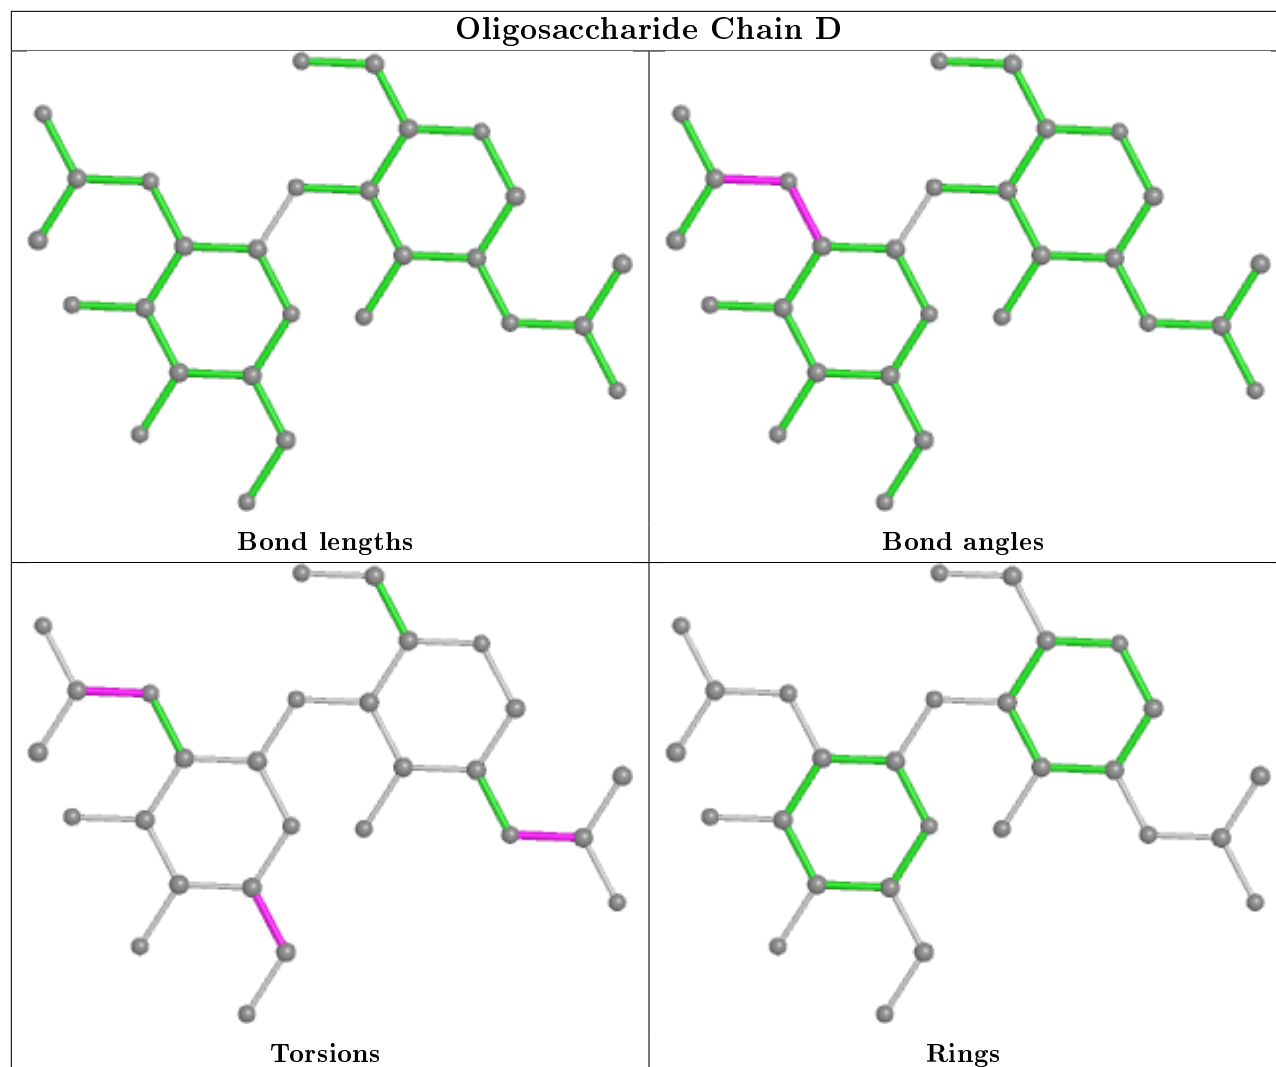 Oligosaccharide Chain D
Bond lengths
Bond angles
Torsions
Rings